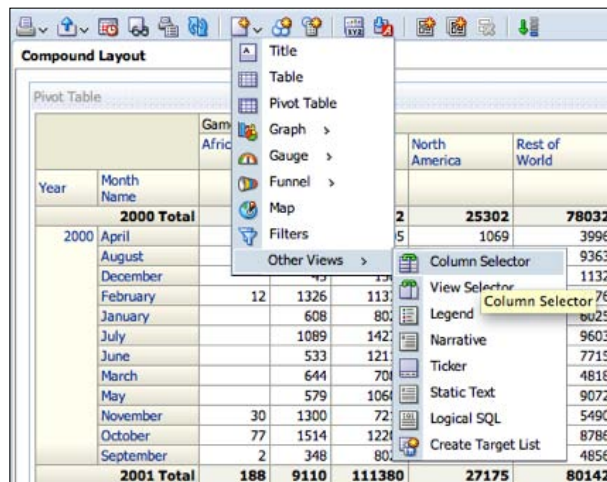 Compound Layout
Pivot Table
Title
Table
Pivot Table
Graph >
Gauge >
Funnel >
Map
Filters
Other Views >
Column Selector
View Selector
Column Selector
Legend
Narrative
Ticker
Static Text
Logical SQL
Create Target List
North America Rest of World
Year Month Name
2000 Total 25302 78032
2000 April 1069 3996
August 9363
December 1132
February 12 1326
January 608
July 1089 9603
June 533 7715
March 644 4818
May 579 9072
November 30 1300 5490
October 77 1514 8786
September 2 348 4856
2001 Total 188 9110 111380 27175 80142